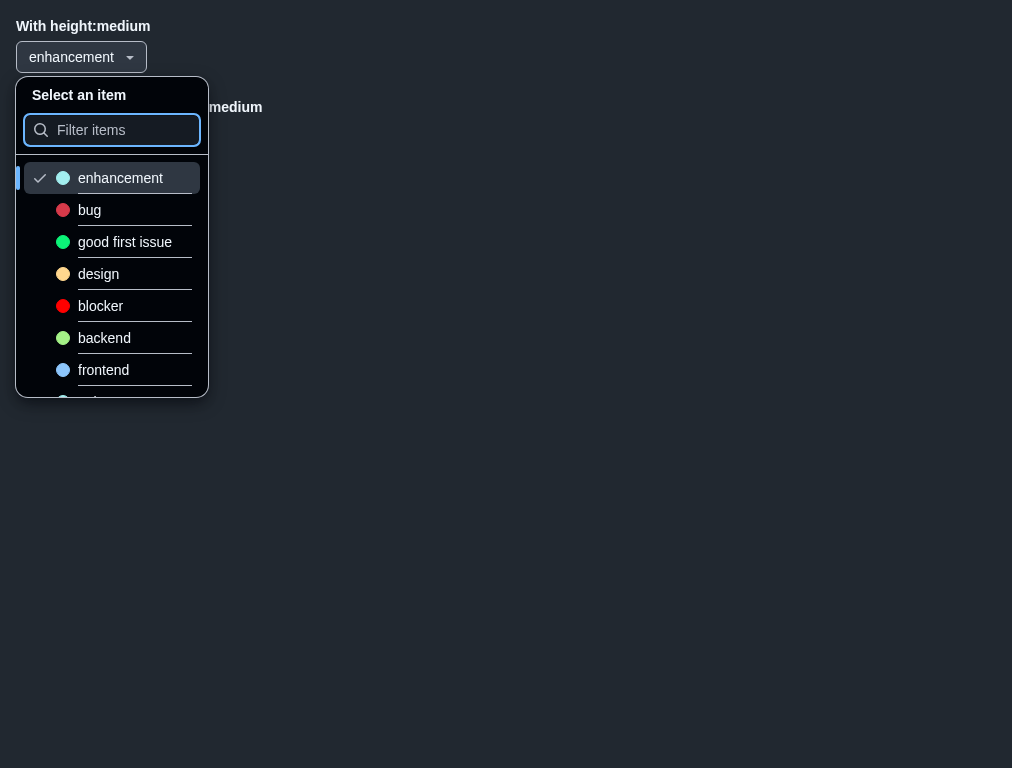 With height:medium
enhancement
Select an item
medium
Filter items
enhancement
bug
good first issue
design
blocker
backend
frontend